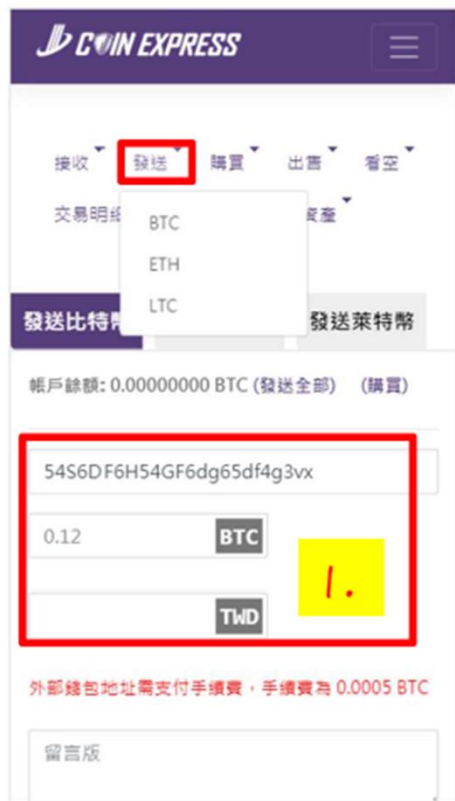 COIN EXPRESS
接收 發送 購買 出售 看空
交易明細 資產
BTC
ETH
LTC
發送比特幣 發送萊特幣
帳戶餘額: 0.00000000 BTC (發送全部) (購買)
54S6DF6H54GF6dg65df4g3vx
0.12 BTC
1.
TWD
外部錢包地址需支付手續費，手續費為 0.0005 BTC
留言版